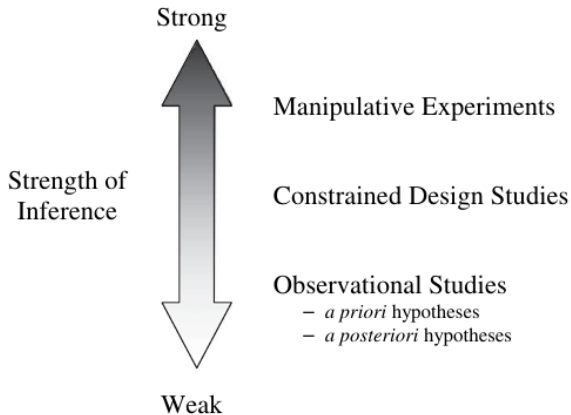 Strong
Manipulative Experiments
Strength of
Inference
Constrained Design Studies
Observational Studies
– a priori hypotheses
– a posteriori hypotheses
Weak